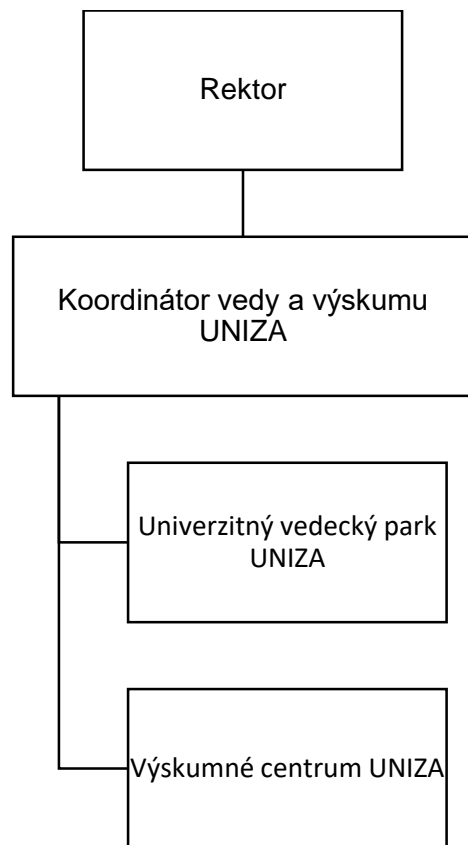 Rektor
Koordinátor vedy a výskumu
UNIZA
Univerzitný vedecký park
UNIZA
Výskumné centrum UNIZA